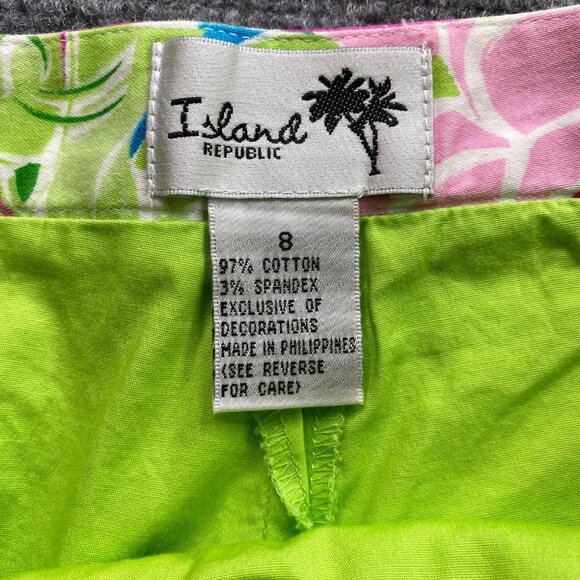 Island
REPUBLIC
8
97% COTTON
3% SPANDEX
EXCLUSIVE OF
DECORATIONS
MADE IN PHILIPPINES
(SEE REVERSE
FOR CARE)